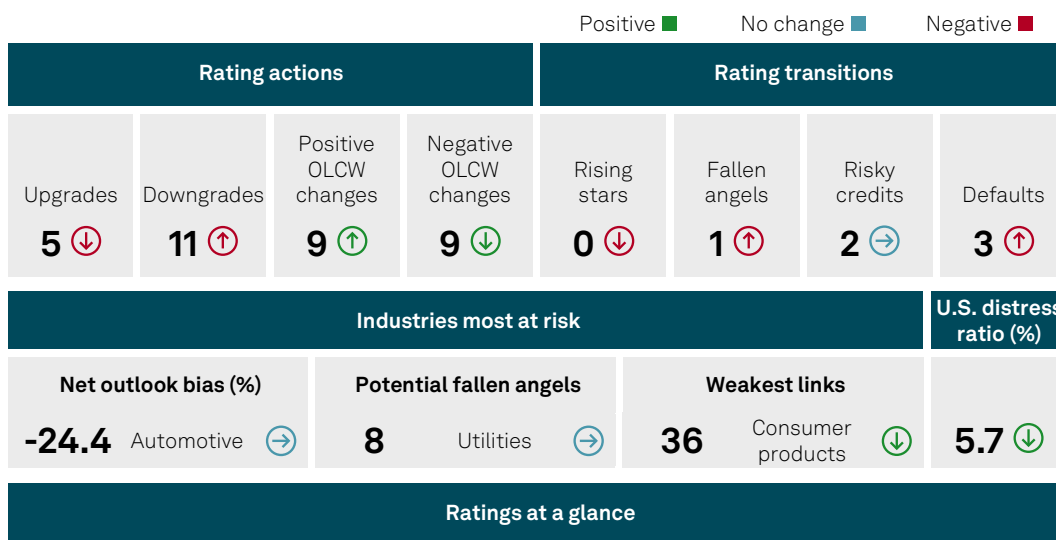 Positive No change Negative
Rating actions Rating transitions
Upgrades
5
Downgrades
11
Positive
OLCW
changes
9
Negative
OLCW
changes
9
Rising
stars
0
Fallen
angels
1
Risky
credits
2
Defaults
3
Industries most at risk
U.S. distress
ratio (%)
Net outlook bias (%)
-24.4 Automotive
Potential fallen angels
8 Utilities
Weakest links
36 Consumer
products
5.7
Ratings at a glance